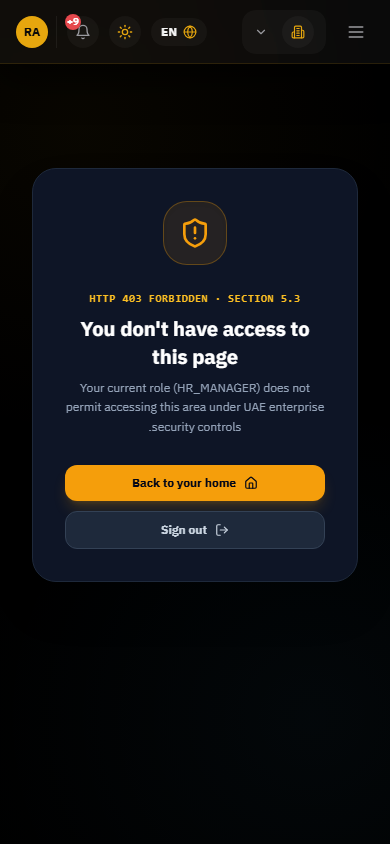 RA
+9
EN
HTTP 403 FORBIDDEN · SECTION 5.3
You don't have access to
this page
Your current role (HR_MANAGER) does not
permit accessing this area under UAE enterprise
.security controls
Back to your home
Sign out